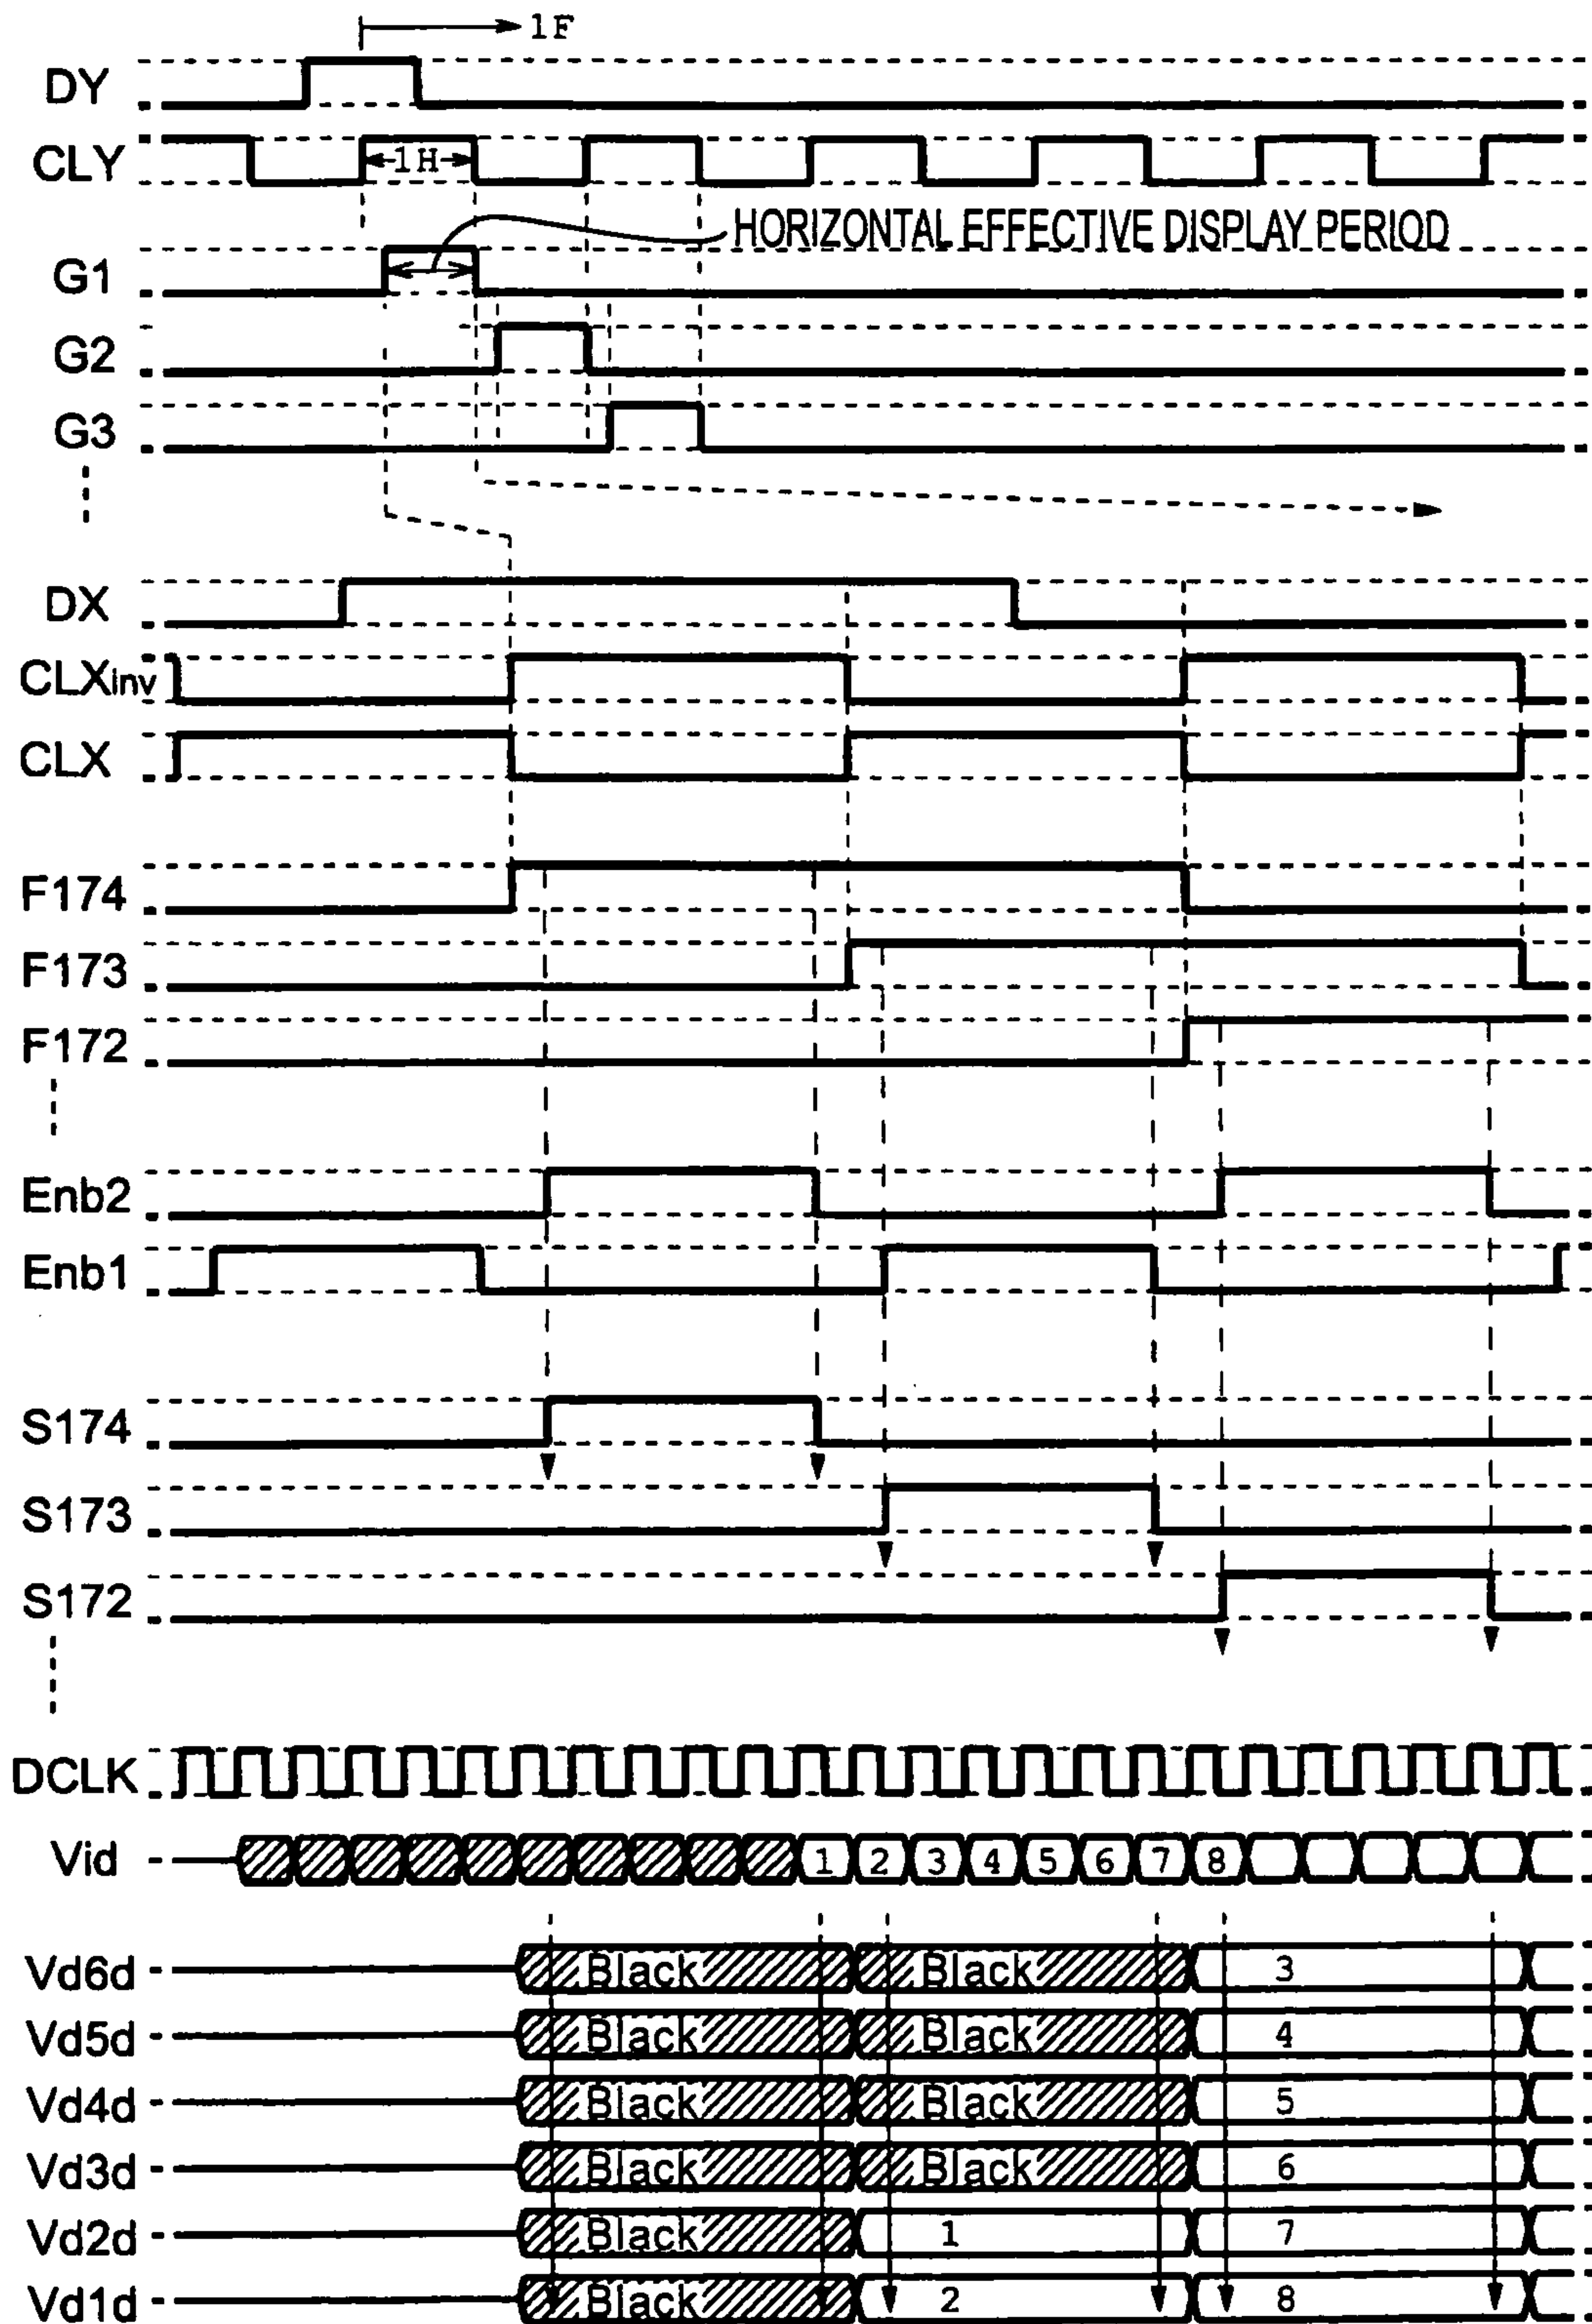 1F
DY
CLY
1H
HORIZONTAL EFFECTIVE DISPLAY PERIOD
G1
G2
G3
DX
CLXinv
CLX
F174
F173
F172
Enb2
Enb1
S174
S173
S172
DCLK
Vid 1 2 3 4 5 6 7 8
Vd6d Black Black 3
Vd5d Black Black 4
Vd4d Black Black 5
Vd3d Black Black 6
Vd2d Black 1 7
Vd1d Black 2 8